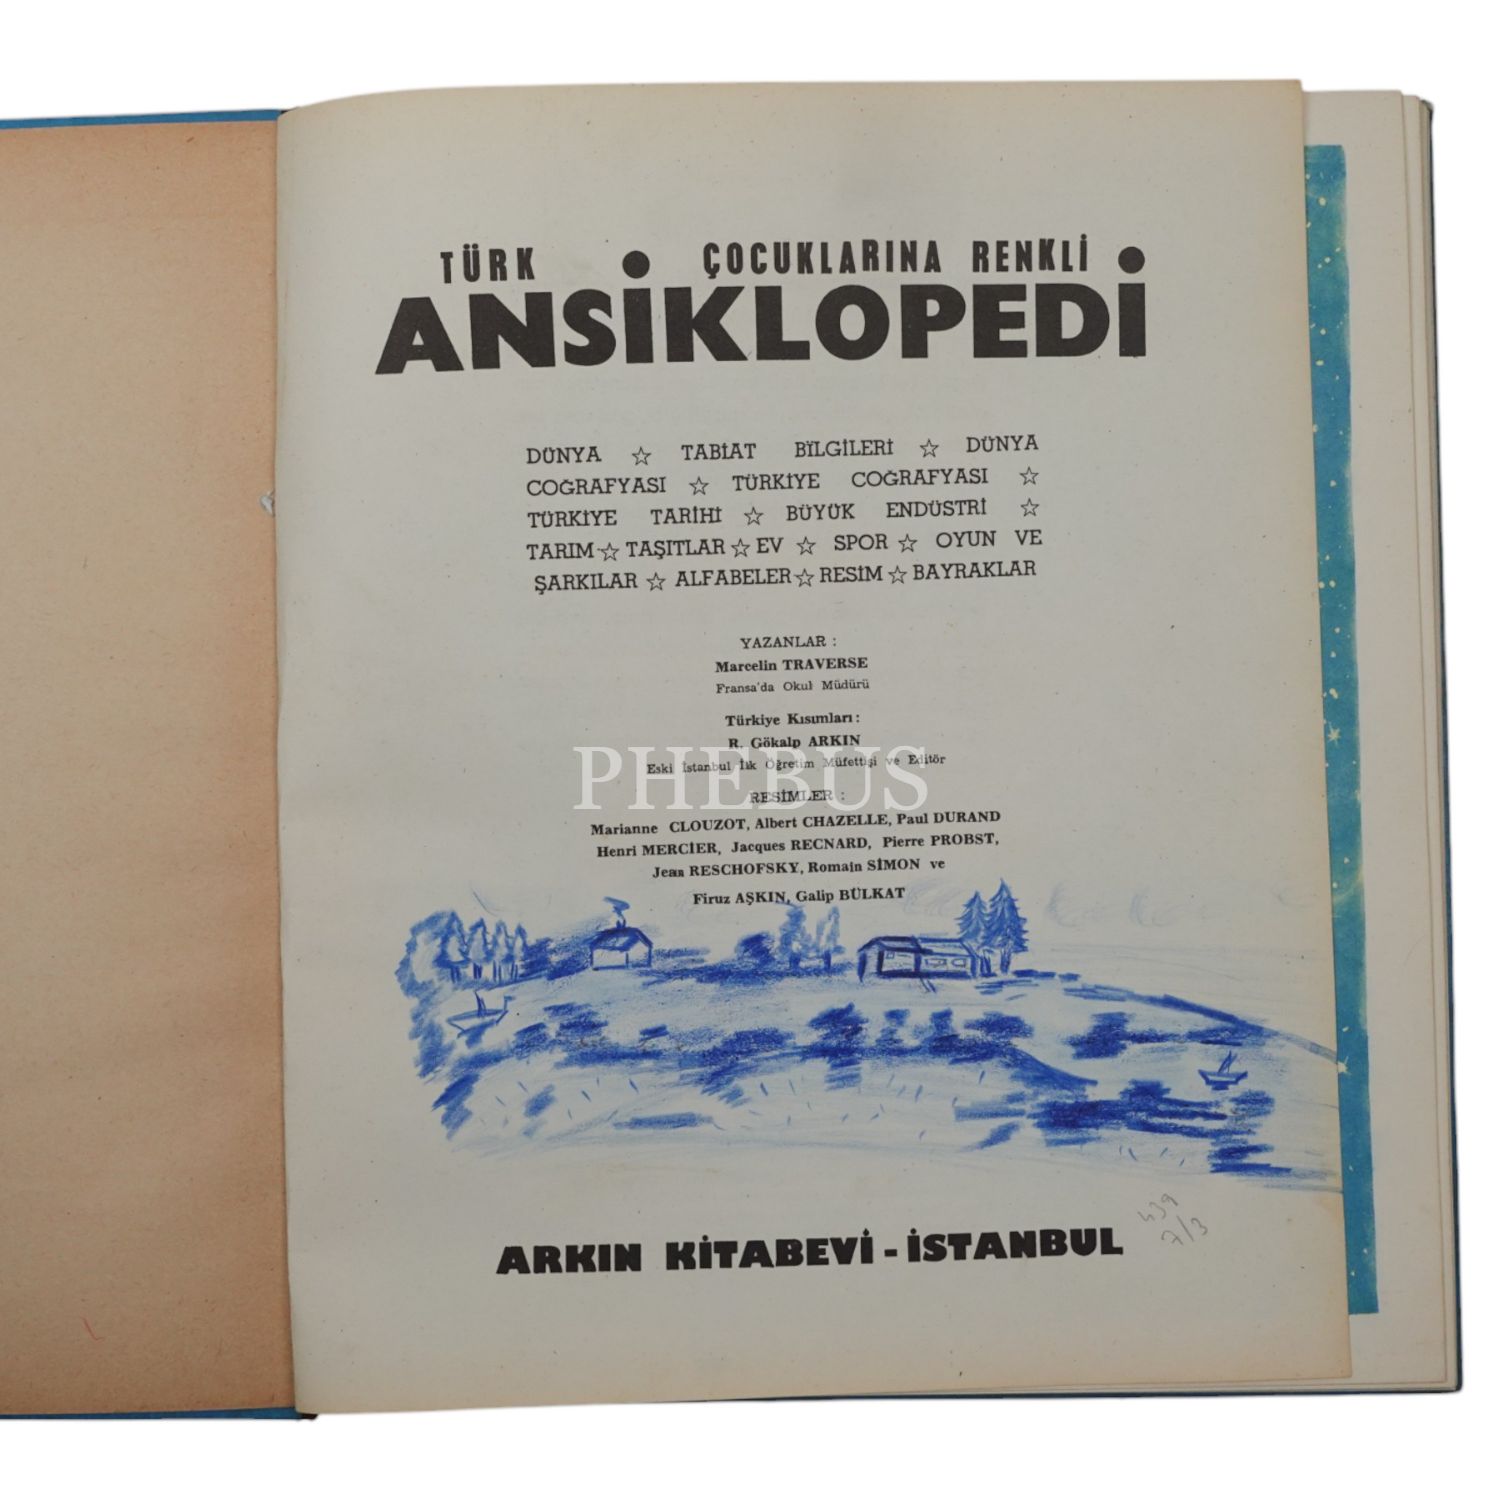 TÜRK ÇOCUKLARINA RENKLİ
ANSİKLOPEDİ
DÜNYA ☆ TABİAT BİLGİLERİ ☆ DÜNYA
COĞRAFYASI ☆ TÜRKİYE COĞRAFYASI ☆
TÜRKİYE TARİHİ ☆ BÜYÜK ENDÜSTRİ ☆
TARIM ☆ TAŞITLAR ☆ EV ☆ SPOR ☆ OYUN VE
ŞARKILAR ☆ ALFABELER ☆ RESİM ☆ BAYRAKLAR
YAZANLAR :
Marcelin TRAVERSE
Fransa'da Okul Müdürü
Türkiye Kısımları :
R. Gökalp ARKIN
Eski İstanbul İlk Öğretim Müfettişi ve Editör
PHEBUS
RESİMLER :
Marianne CLOUZOT, Albert CHAZELLE, Paul DURAND
Henri MERCİER, Jacques RECNARD, Pierre PROBST,
Jean RESCHOFSKY, Romain SİMON ve
Firuz AŞKIN, Galip BÜLKAT
ARKIN KİTABEVİ - İSTANBUL
439
7/3